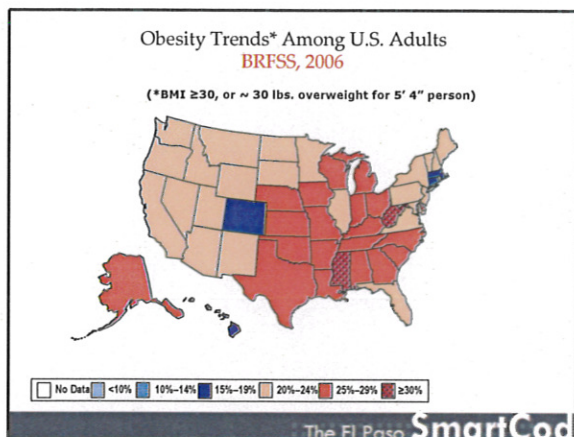 Obesity Trends* Among U.S. Adults
BRFSS, 2006
(*BMI ≥30, or ~ 30 lbs. overweight for 5' 4" person)
No Data <10% 10%–14% 15%–19% 20%–24% 25%–29% ≥30%
The El Paso SmartCod